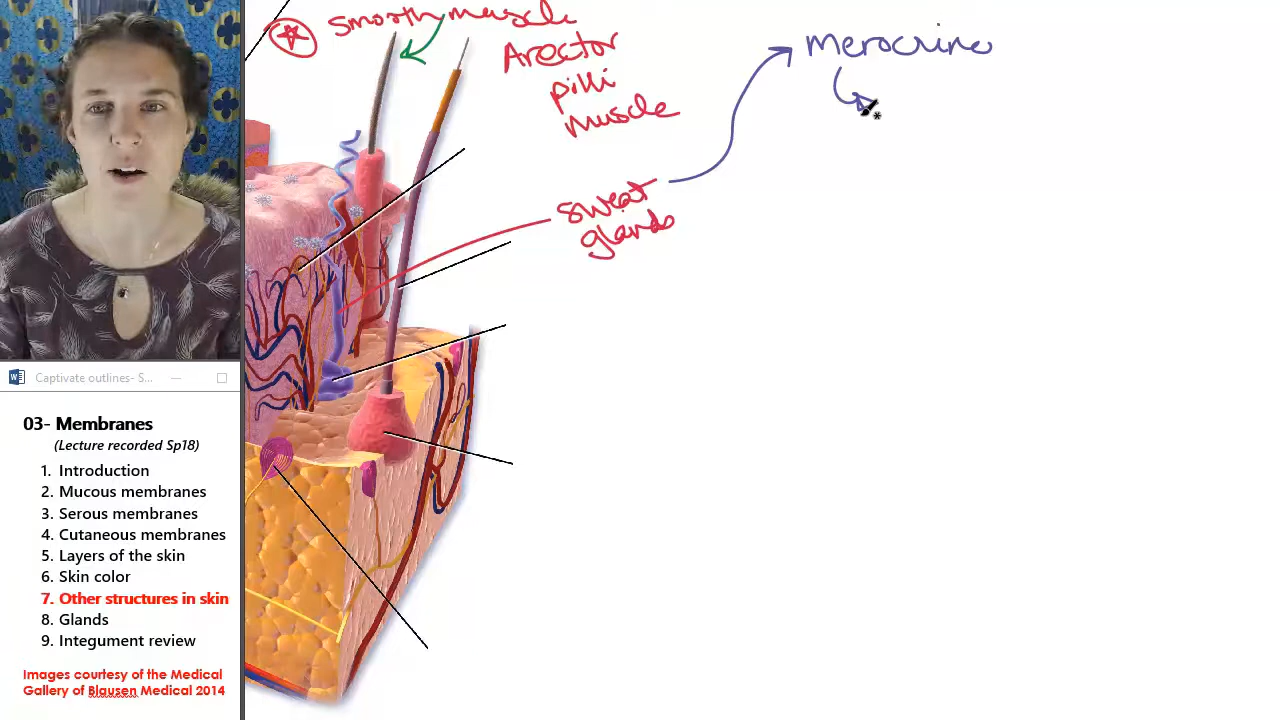 smooth muscle
Arector
pilli
muscle
merocrine
sweat
glands
Captivate outlines- S...
03- Membranes
(Lecture recorded Sp18)
1. Introduction
2. Mucous membranes
3. Serous membranes
4. Cutaneous membranes
5. Layers of the skin
6. Skin color
7. Other structures in skin
8. Glands
9. Integument review
Images courtesy of the Medical
Gallery of Blausen Medical 2014